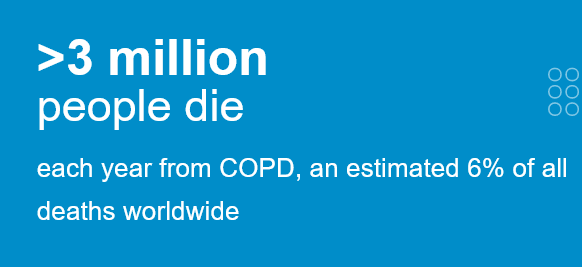 >3 million
people die
each year from COPD, an estimated 6% of all
deaths worldwide